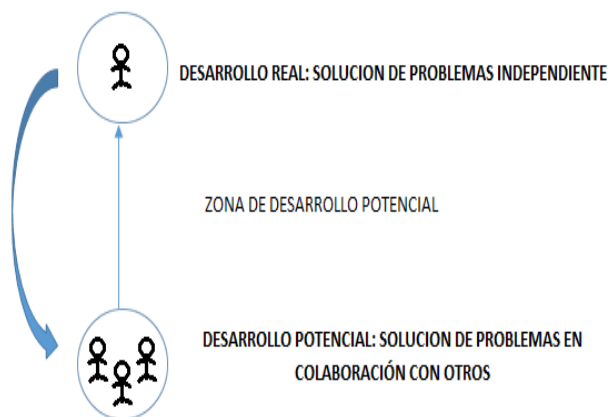 DESARROLLO REAL: SOLUCION DE PROBLEMAS INDEPENDIENTE
ZONA DE DESARROLLO POTENCIAL
DESARROLLO POTENCIAL: SOLUCION DE PROBLEMAS EN
COLABORACIÓN CON OTROS